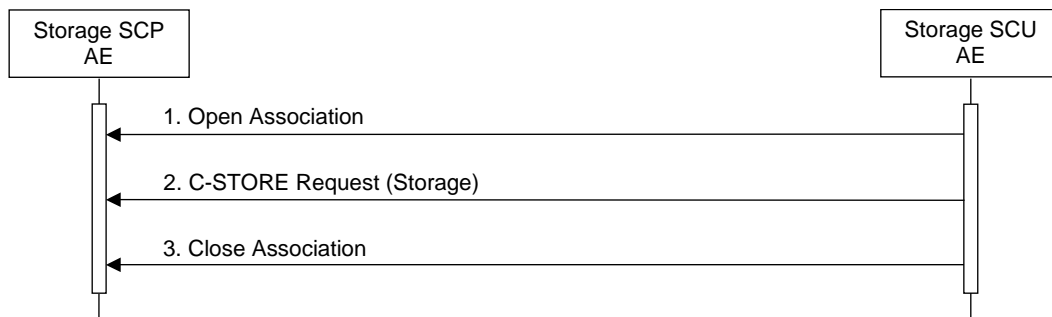 Storage SCP
AE
Storage SCU
AE
1. Open Association
2. C-STORE Request (Storage)
3. Close Association